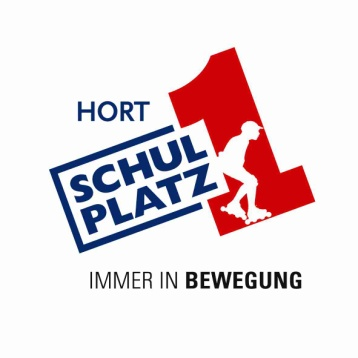 HORT
SCHUL
PLATZ
1
IMMER IN BEWEGUNG